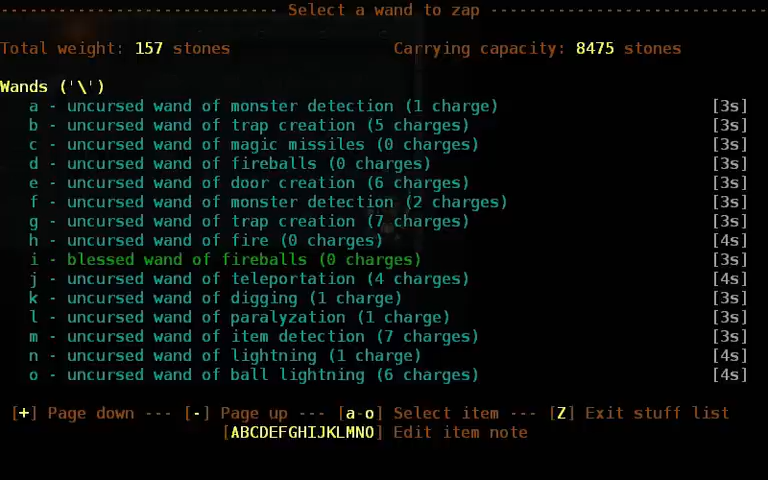 Select a wand to zap
Total weight: 157 stones Carrying capacity: 8475 stones
Wands ('\')
a - uncursed wand of monster detection (1 charge) [3s]
b - uncursed wand of trap creation (5 charges) [3s]
c - uncursed wand of magic missiles (0 charges) [3s]
d - uncursed wand of fireballs (0 charges) [3s]
e - uncursed wand of door creation (6 charges) [3s]
f - uncursed wand of monster detection (2 charges) [3s]
g - uncursed wand of trap creation (7 charges) [3s]
h - uncursed wand of fire (0 charges) [4s]
i - blessed wand of fireballs (0 charges) [3s]
j - uncursed wand of teleportation (4 charges) [4s]
k - uncursed wand of digging (1 charge) [3s]
l - uncursed wand of paralyzation (1 charge) [3s]
m - uncursed wand of item detection (7 charges) [3s]
n - uncursed wand of lightning (1 charge) [4s]
o - uncursed wand of ball lightning (6 charges) [4s]
[+] Page down --- [-] Page up --- [a-o] Select item --- [Z] Exit stuff list
[ABCDEFGHIJKLMNO] Edit item note